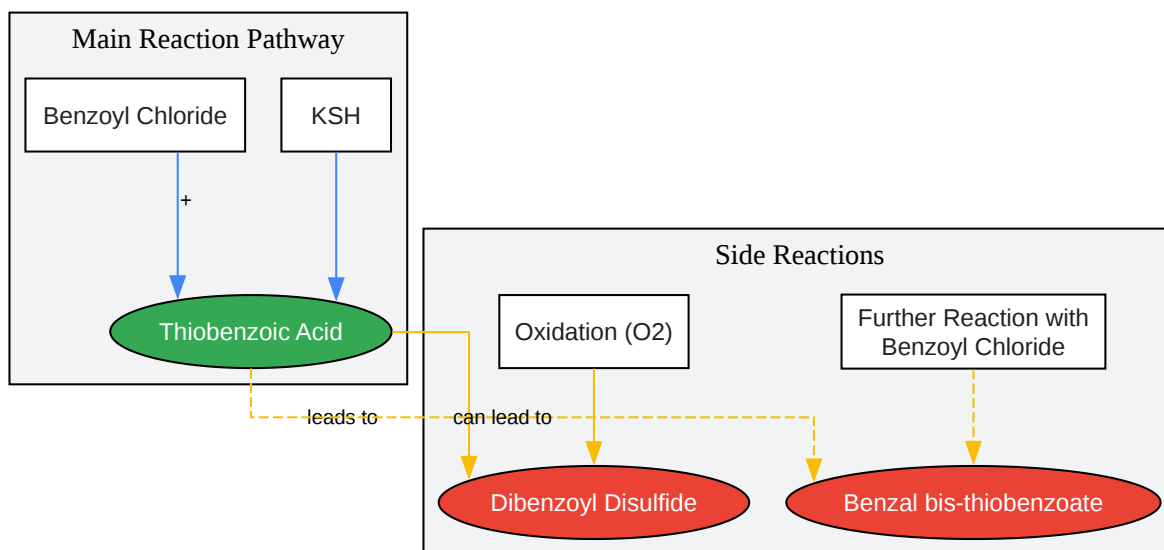 Main Reaction Pathway
Benzoyl Chloride
KSH
+
Thiobenzoic Acid
Side Reactions
Oxidation (O2)
Further Reaction with
Benzoyl Chloride
leads to
can lead to
Dibenzoyl Disulfide
Benzal bis-thiobenzoate